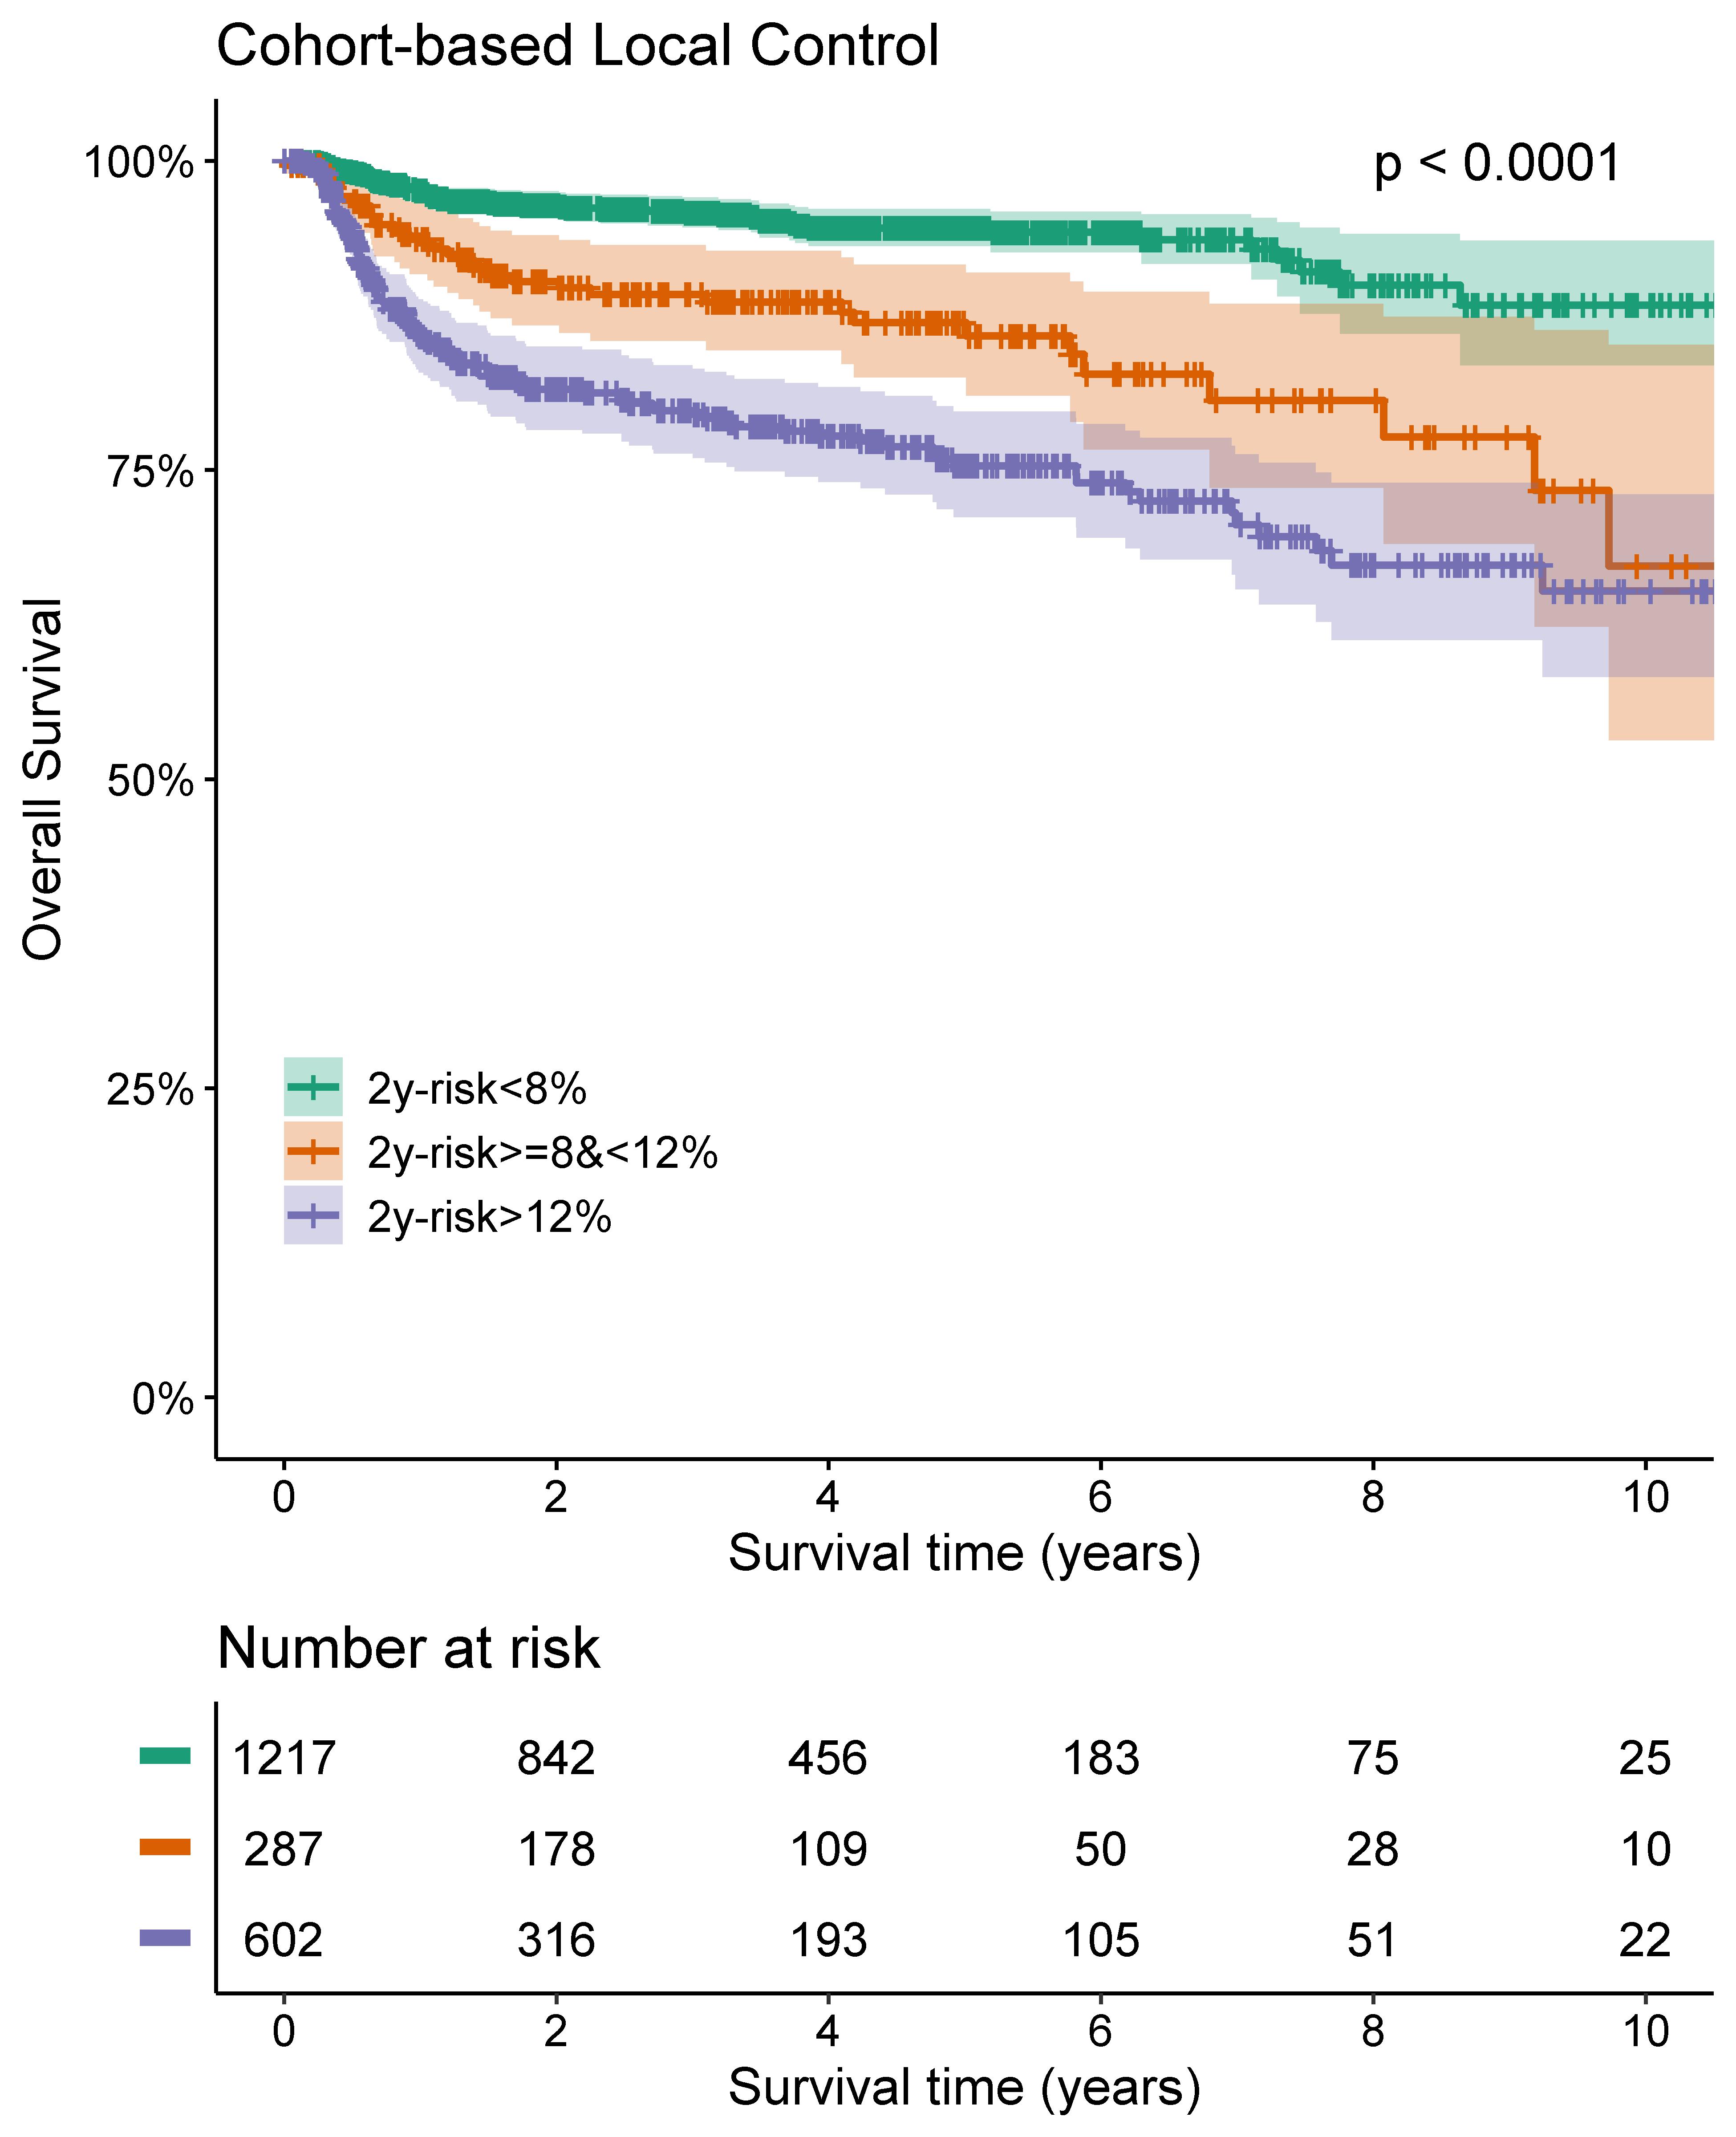 Cohort-based Local Control
p < 0.0001
100%
75%
50%
25%
0%
Overall Survival
2y-risk<8%
2y-risk>=8&<12%
2y-risk>12%
0 2 4 6 8 10
Survival time (years)
Number at risk
1217 842 456 183 75 25
287 178 109 50 28 10
602 316 193 105 51 22
0 2 4 6 8 10
Survival time (years)